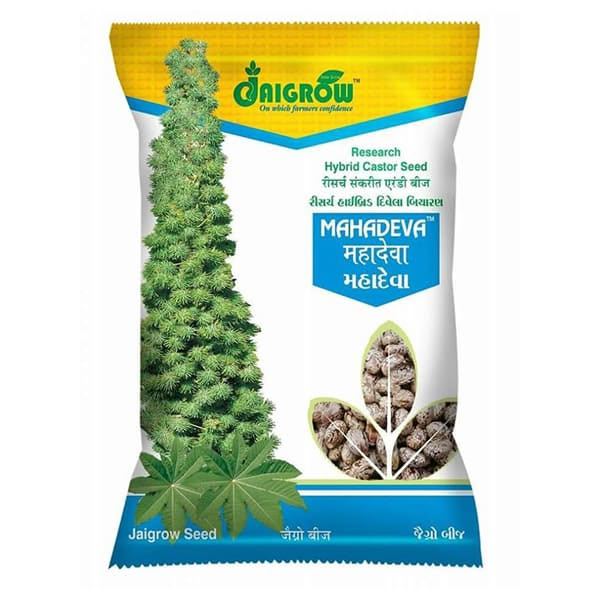 JAIGROW™
On which farmers confidence
Research
Hybrid Castor Seed
रीसर्च संकरीत एरंडी बीज
રીસર્ચ હાઈબ્રિડ દિવેલા બિયારણ
MAHADEVA™
महादेवा
મહાદેવા
Jaigrow Seed
जैग्रो बीज
જૈગ્રો બીજ